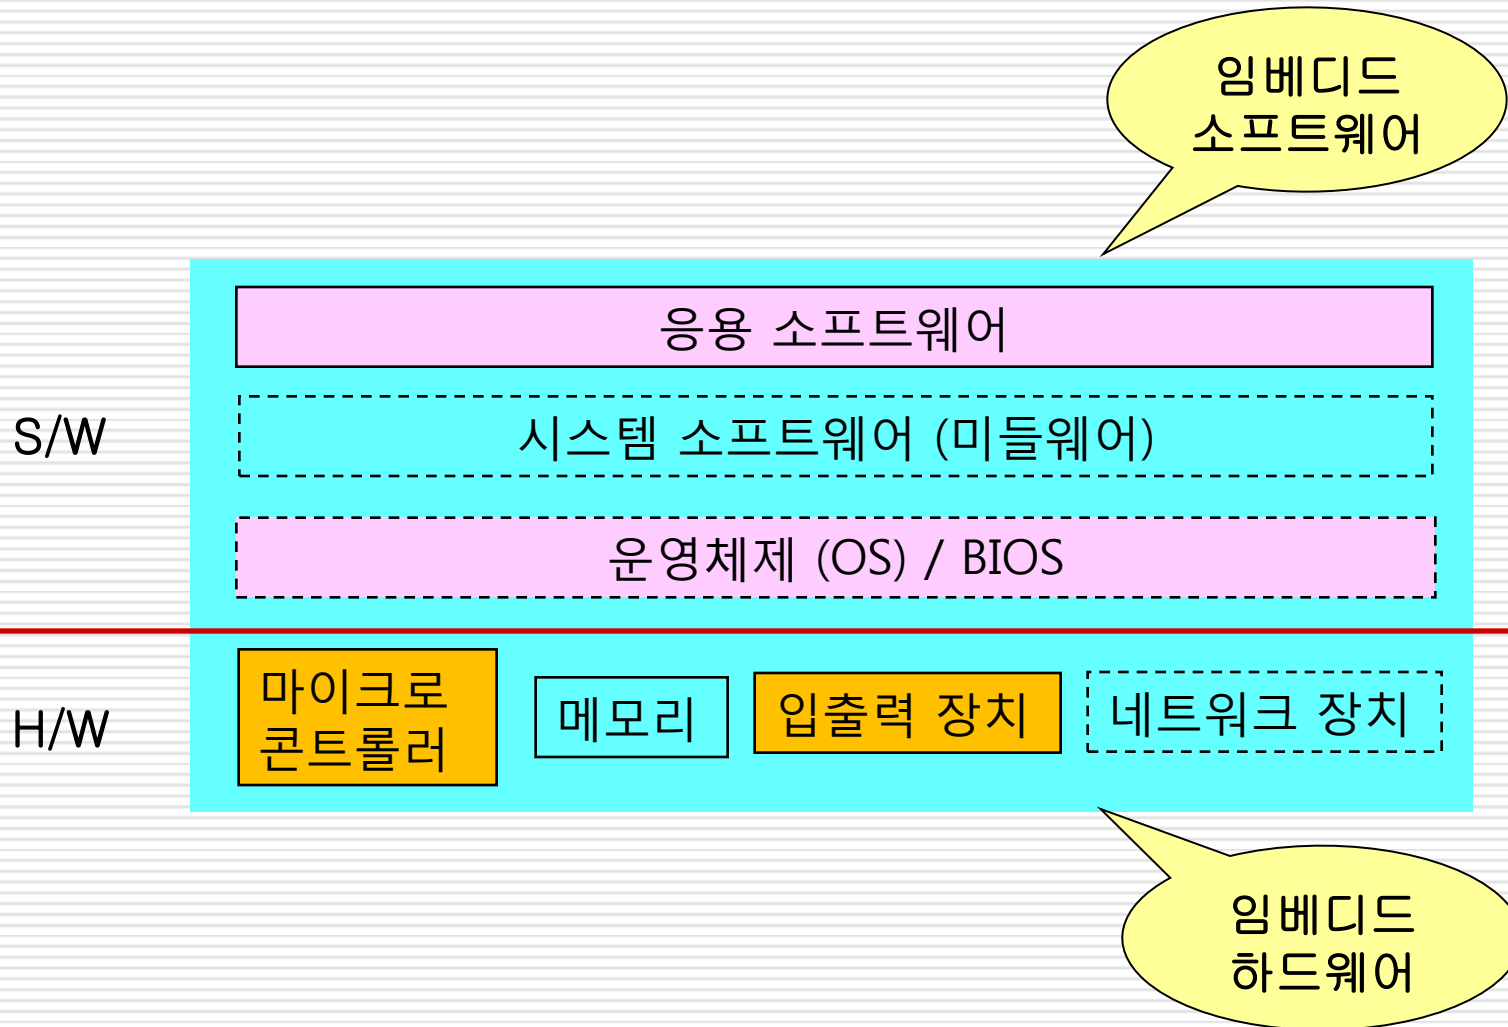 임베디드
소프트웨어
응용 소프트웨어
S/W
시스템 소프트웨어 (미들웨어)
운영체제 (OS) / BIOS
H/W
마이크로
콘트롤러
메모리
입출력 장치
네트워크 장치
임베디드
하드웨어